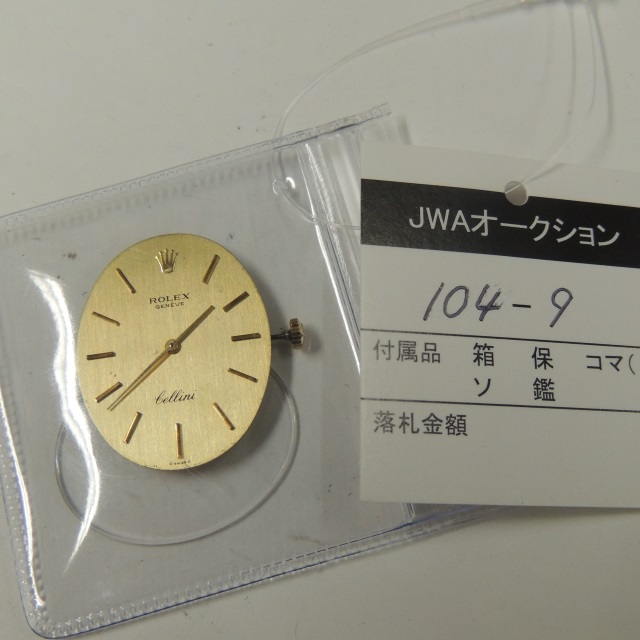 ROLEX
GENEVE
Cellini
SWISS
JWAオークション
104-9
付属品 箱 保 コマ(
ソ 鑑
落札金額